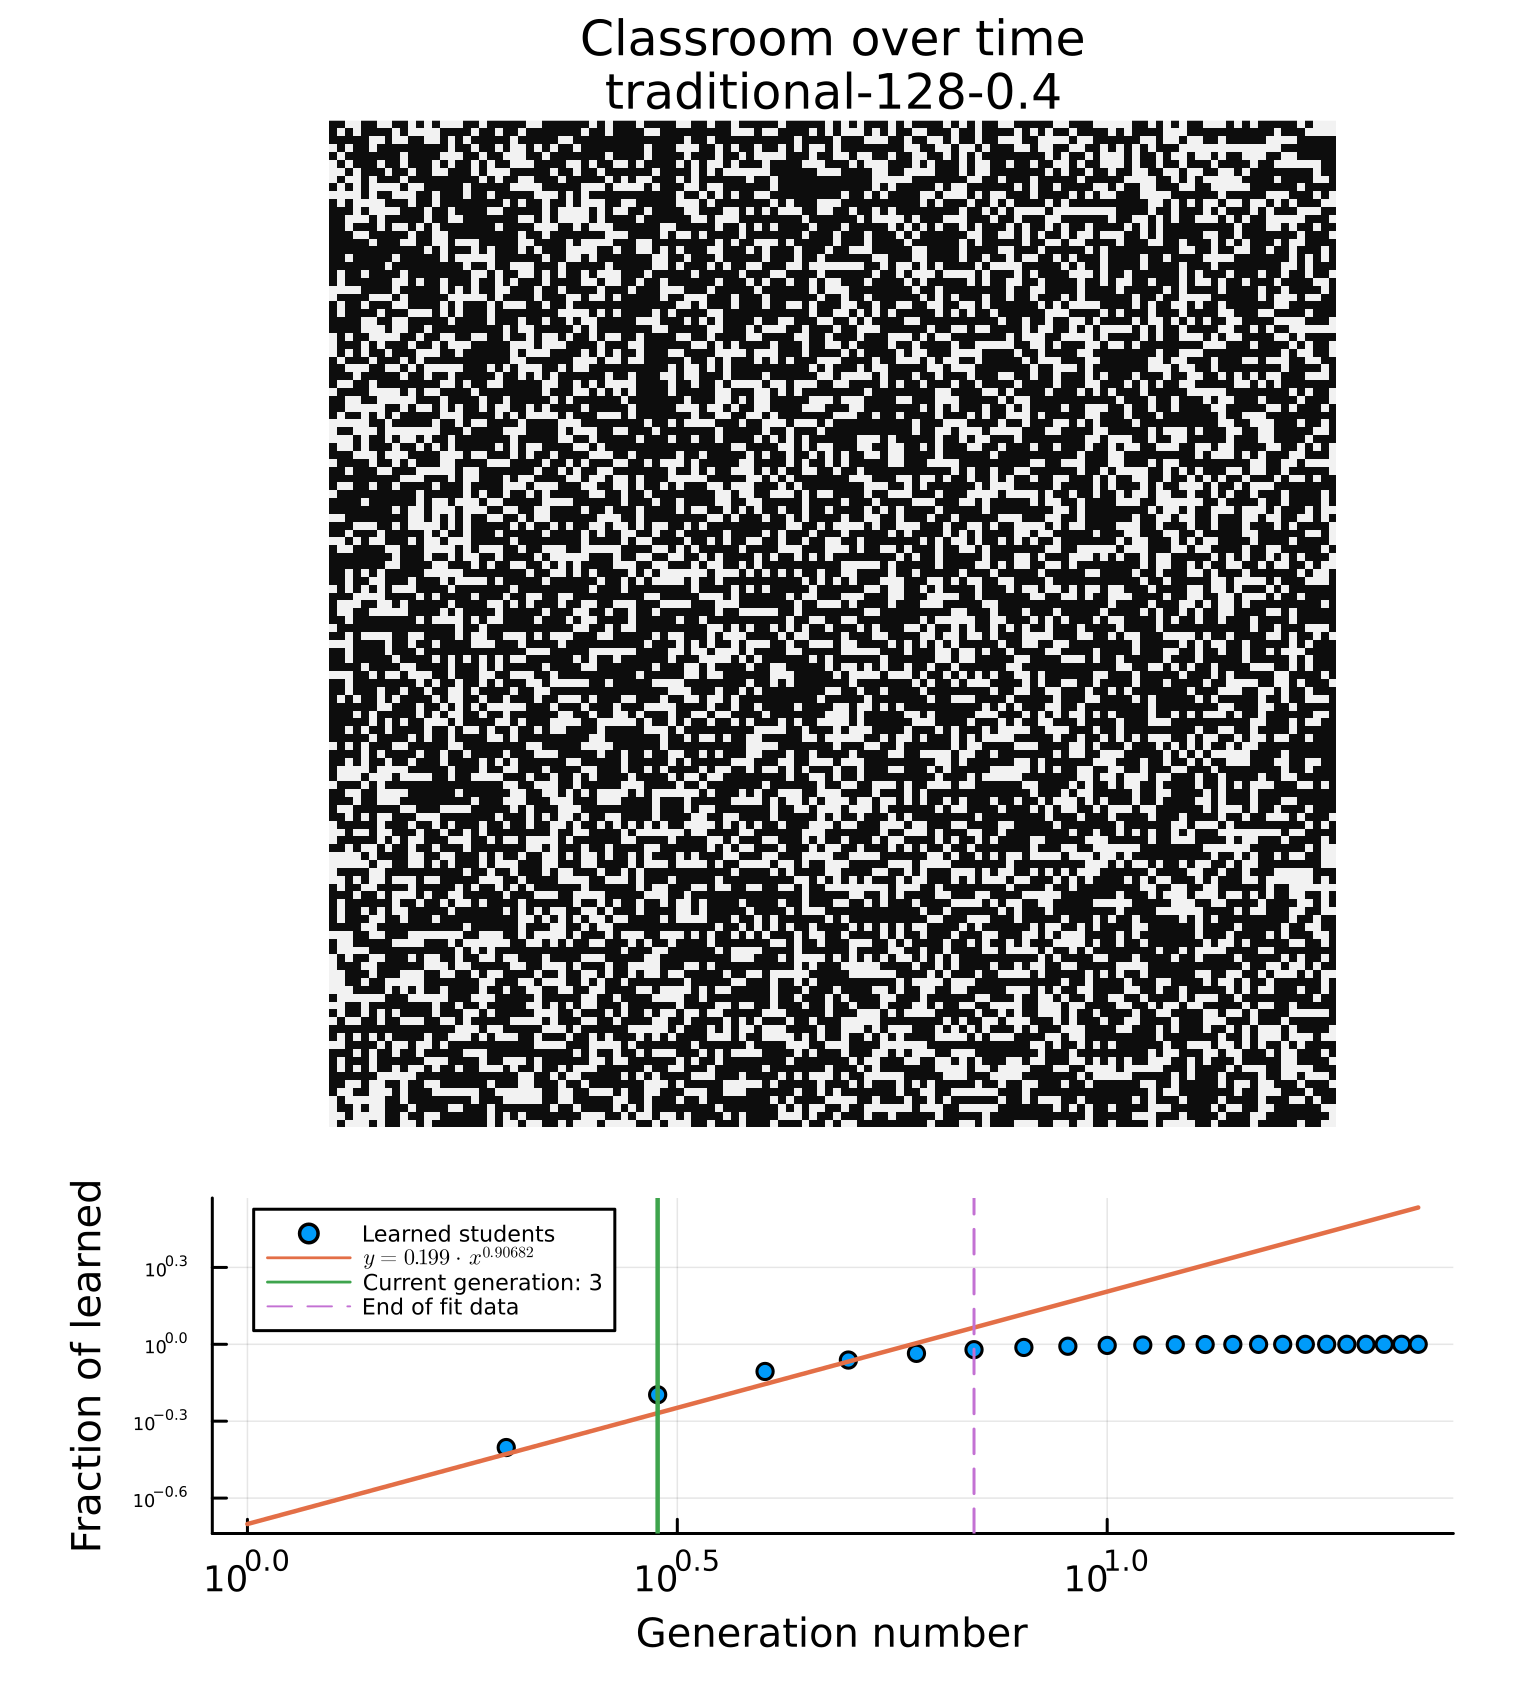 Classroom over time
traditional-128-0.4
Fraction of learned
Learned students
y = 0.199 · x^0.90682
Current generation: 3
End of fit data
10^0.3
10^0.0
10^−0.3
10^−0.6
10^0.0
10^0.5
10^1.0
Generation number